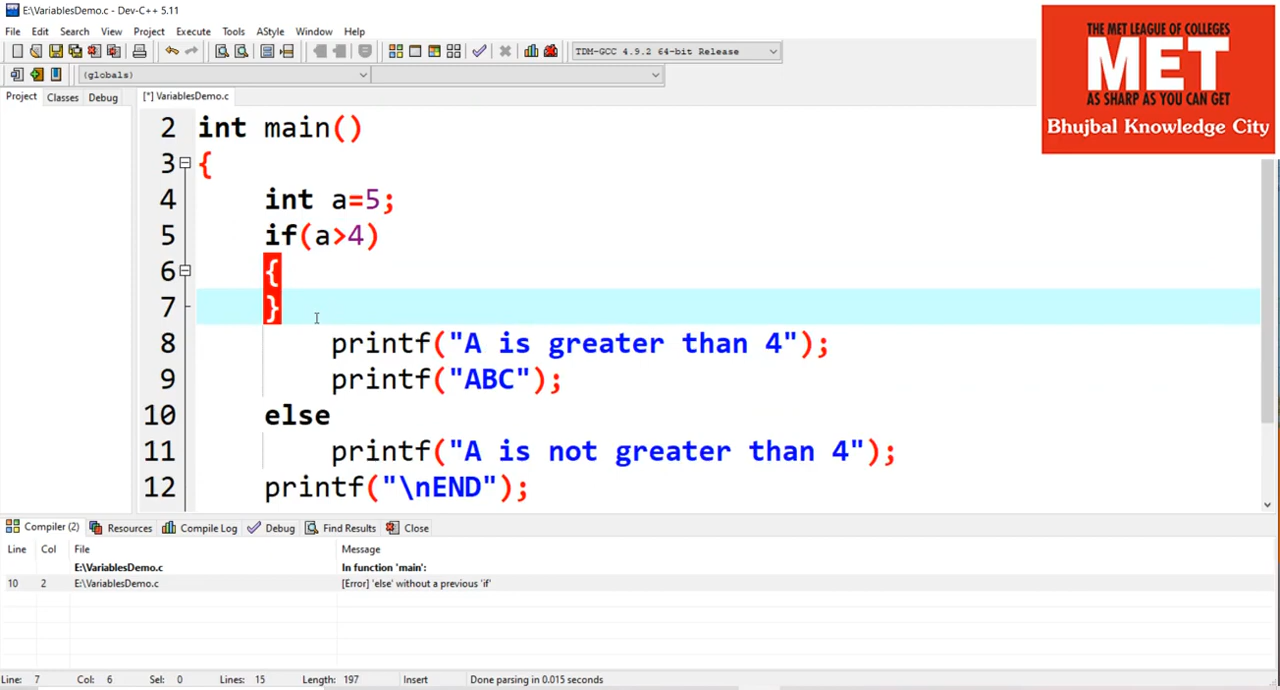 E:\VariablesDemo.c - Dev-C++ 5.11
File Edit Search View Project Execute Tools AStyle Window Help
TDM-GCC 4.9.2 64-bit Release
(globals)
Project Classes Debug
[*] VariablesDemo.c
THE MET LEAGUE OF COLLEGES
MET
AS SHARP AS YOU CAN GET
Bhujbal Knowledge City
2 int main()
3 {
4 int a=5;
5 if(a>4)
6 {
7 }
8 printf("A is greater than 4");
9 printf("ABC");
10 else
11 printf("A is not greater than 4");
12 printf("\nEND");
Compiler (2) Resources Compile Log Debug Find Results Close
Line Col File Message
E:\VariablesDemo.c In function 'main':
10 2 E:\VariablesDemo.c [Error] 'else' without a previous 'if'
Line: 7 Col: 6 Sel: 0 Lines: 15 Length: 197 Insert Done parsing in 0.015 seconds